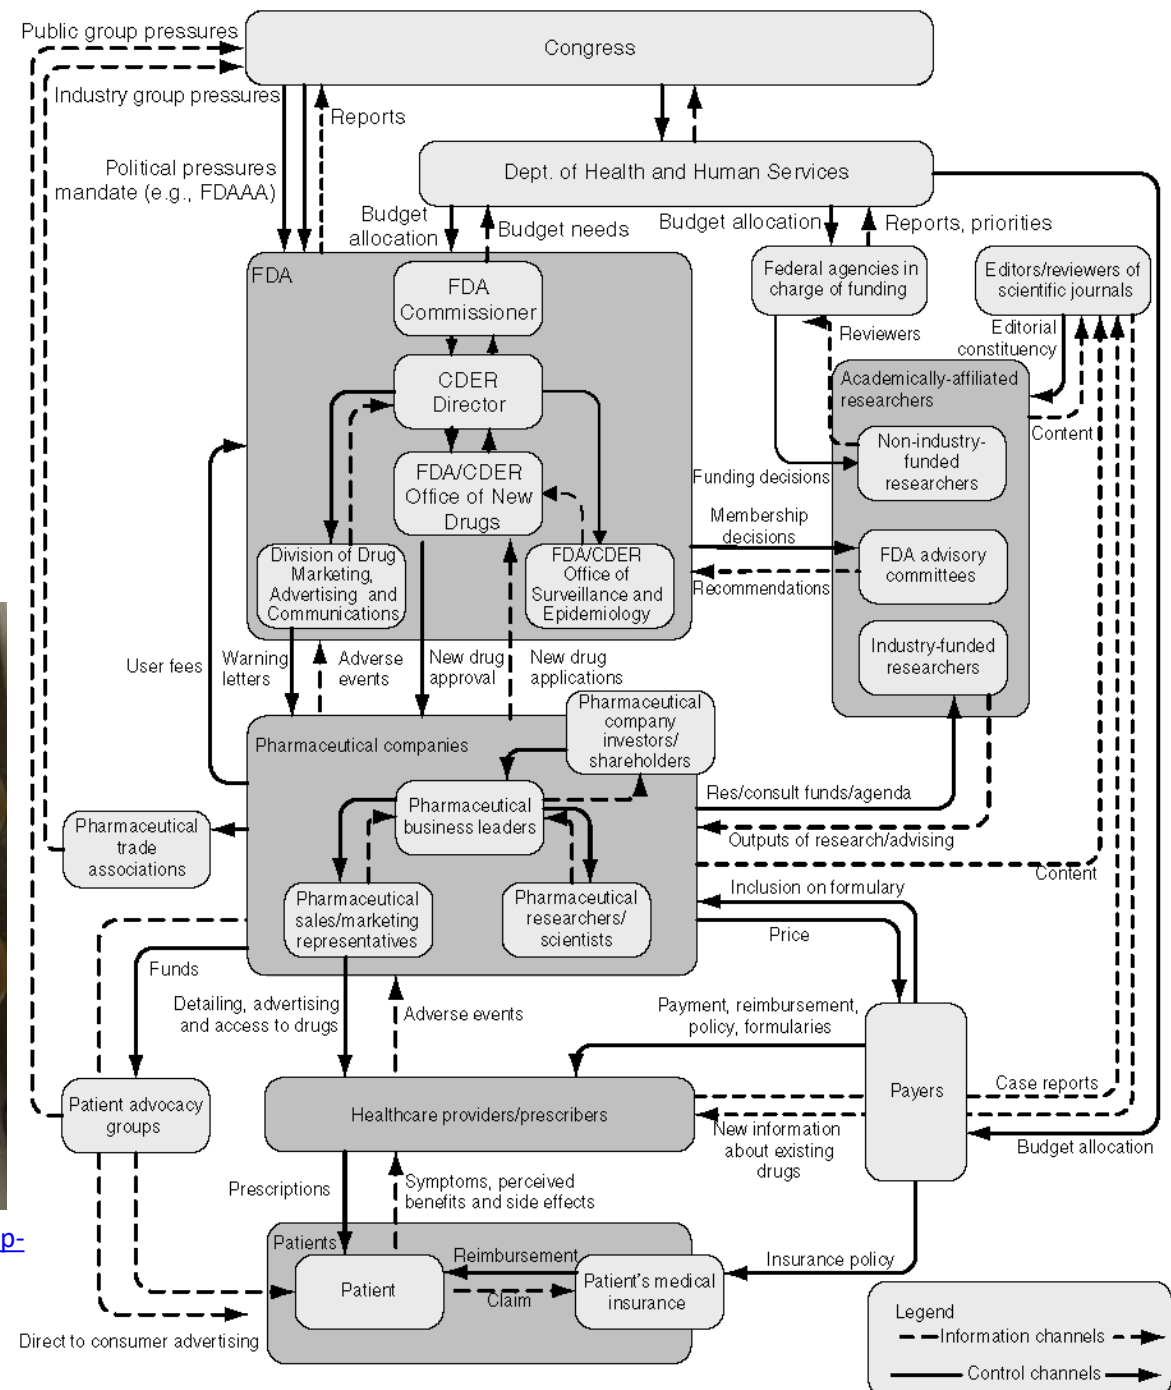 Public group pressures
Congress
Industry group pressures
Reports
Political pressures
mandate (e.g., FDAAA)
Dept. of Health and Human Services
Budget
allocation
Budget needs
Budget allocation
Reports, priorities
FDA
FDA
Commissioner
Federal agencies in
charge of funding
Editors/reviewers of
scientific journals
Reviewers
Editorial
constituency
CDER
Director
Academically-affiliated
researchers
Content
Non-industry-
funded
researchers
FDA/CDER
Office of New
Drugs
Funding decisions
Membership
decisions
FDA advisory
committees
Recommendations
Division of Drug
Marketing,
Advertising and
Communications
FDA/CDER
Office of
Surveillance and
Epidemiology
Industry-funded
researchers
User fees
Warning
letters
Adverse
events
New drug
approval
New drug
applications
Pharmaceutical
company
investors/
shareholders
Pharmaceutical companies
Pharmaceutical
business leaders
Res/consult funds/agenda
Outputs of research/advising
Pharmaceutical
trade
associations
Content
Pharmaceutical
sales/marketing
representatives
Pharmaceutical
researchers/
scientists
Inclusion on formulary
Price
Funds
Detailing, advertising
and access to drugs
Adverse events
Payment, reimbursement,
policy, formularies
Payers
Patient advocacy
groups
Healthcare providers/prescribers
Case reports
New information
about existing
drugs
Budget allocation
Prescriptions
Symptoms, perceived
benefits and side effects
p-
Patients
Patient
Reimbursement
Claim
Patient's medical
insurance
Insurance policy
Direct to consumer advertising
Legend
Information channels
Control channels